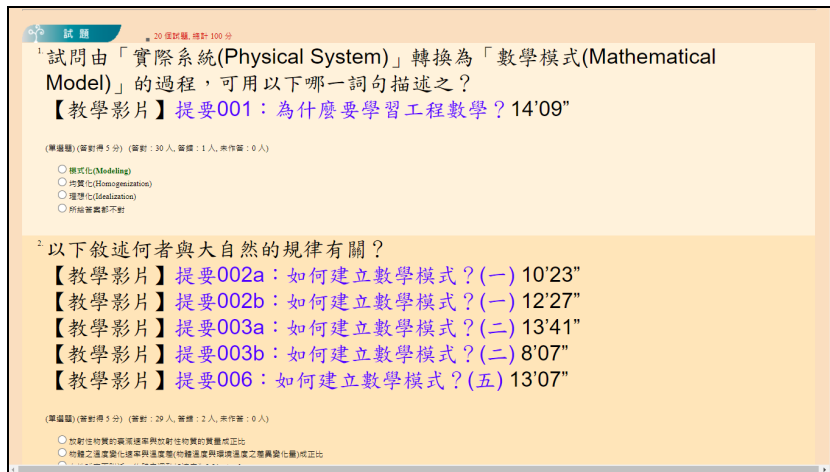 試題
20 個試題, 總計 100 分
1. 試問由「實際系統(Physical System)」轉換為「數學模式(Mathematical
Model)」的過程，可用以下哪一詞句描述之？
【教學影片】提要001：為什麼要學習工程數學？14’09”
(單選題) (答對得 5 分) (答對：30 人, 答錯：1 人, 未作答：0 人)
模式化(Modeling)
均質化(Homogenization)
理想化(Idealization)
所給答案都不對
2. 以下敘述何者與大自然的規律有關？
【教學影片】提要002a：如何建立數學模式？(一) 10’23”
【教學影片】提要002b：如何建立數學模式？(一) 12’27”
【教學影片】提要003a：如何建立數學模式？(二) 13’41”
【教學影片】提要003b：如何建立數學模式？(二) 8’07”
【教學影片】提要006：如何建立數學模式？(五) 13’07”
(單選題) (答對得 5 分) (答對：29 人, 答錯：2 人, 未作答：0 人)
放射性物質的衰減速率與放射性物質的質量成正比
物體之溫度變化速率與溫度差(物體溫度與環境溫度之差異變化量)成正比